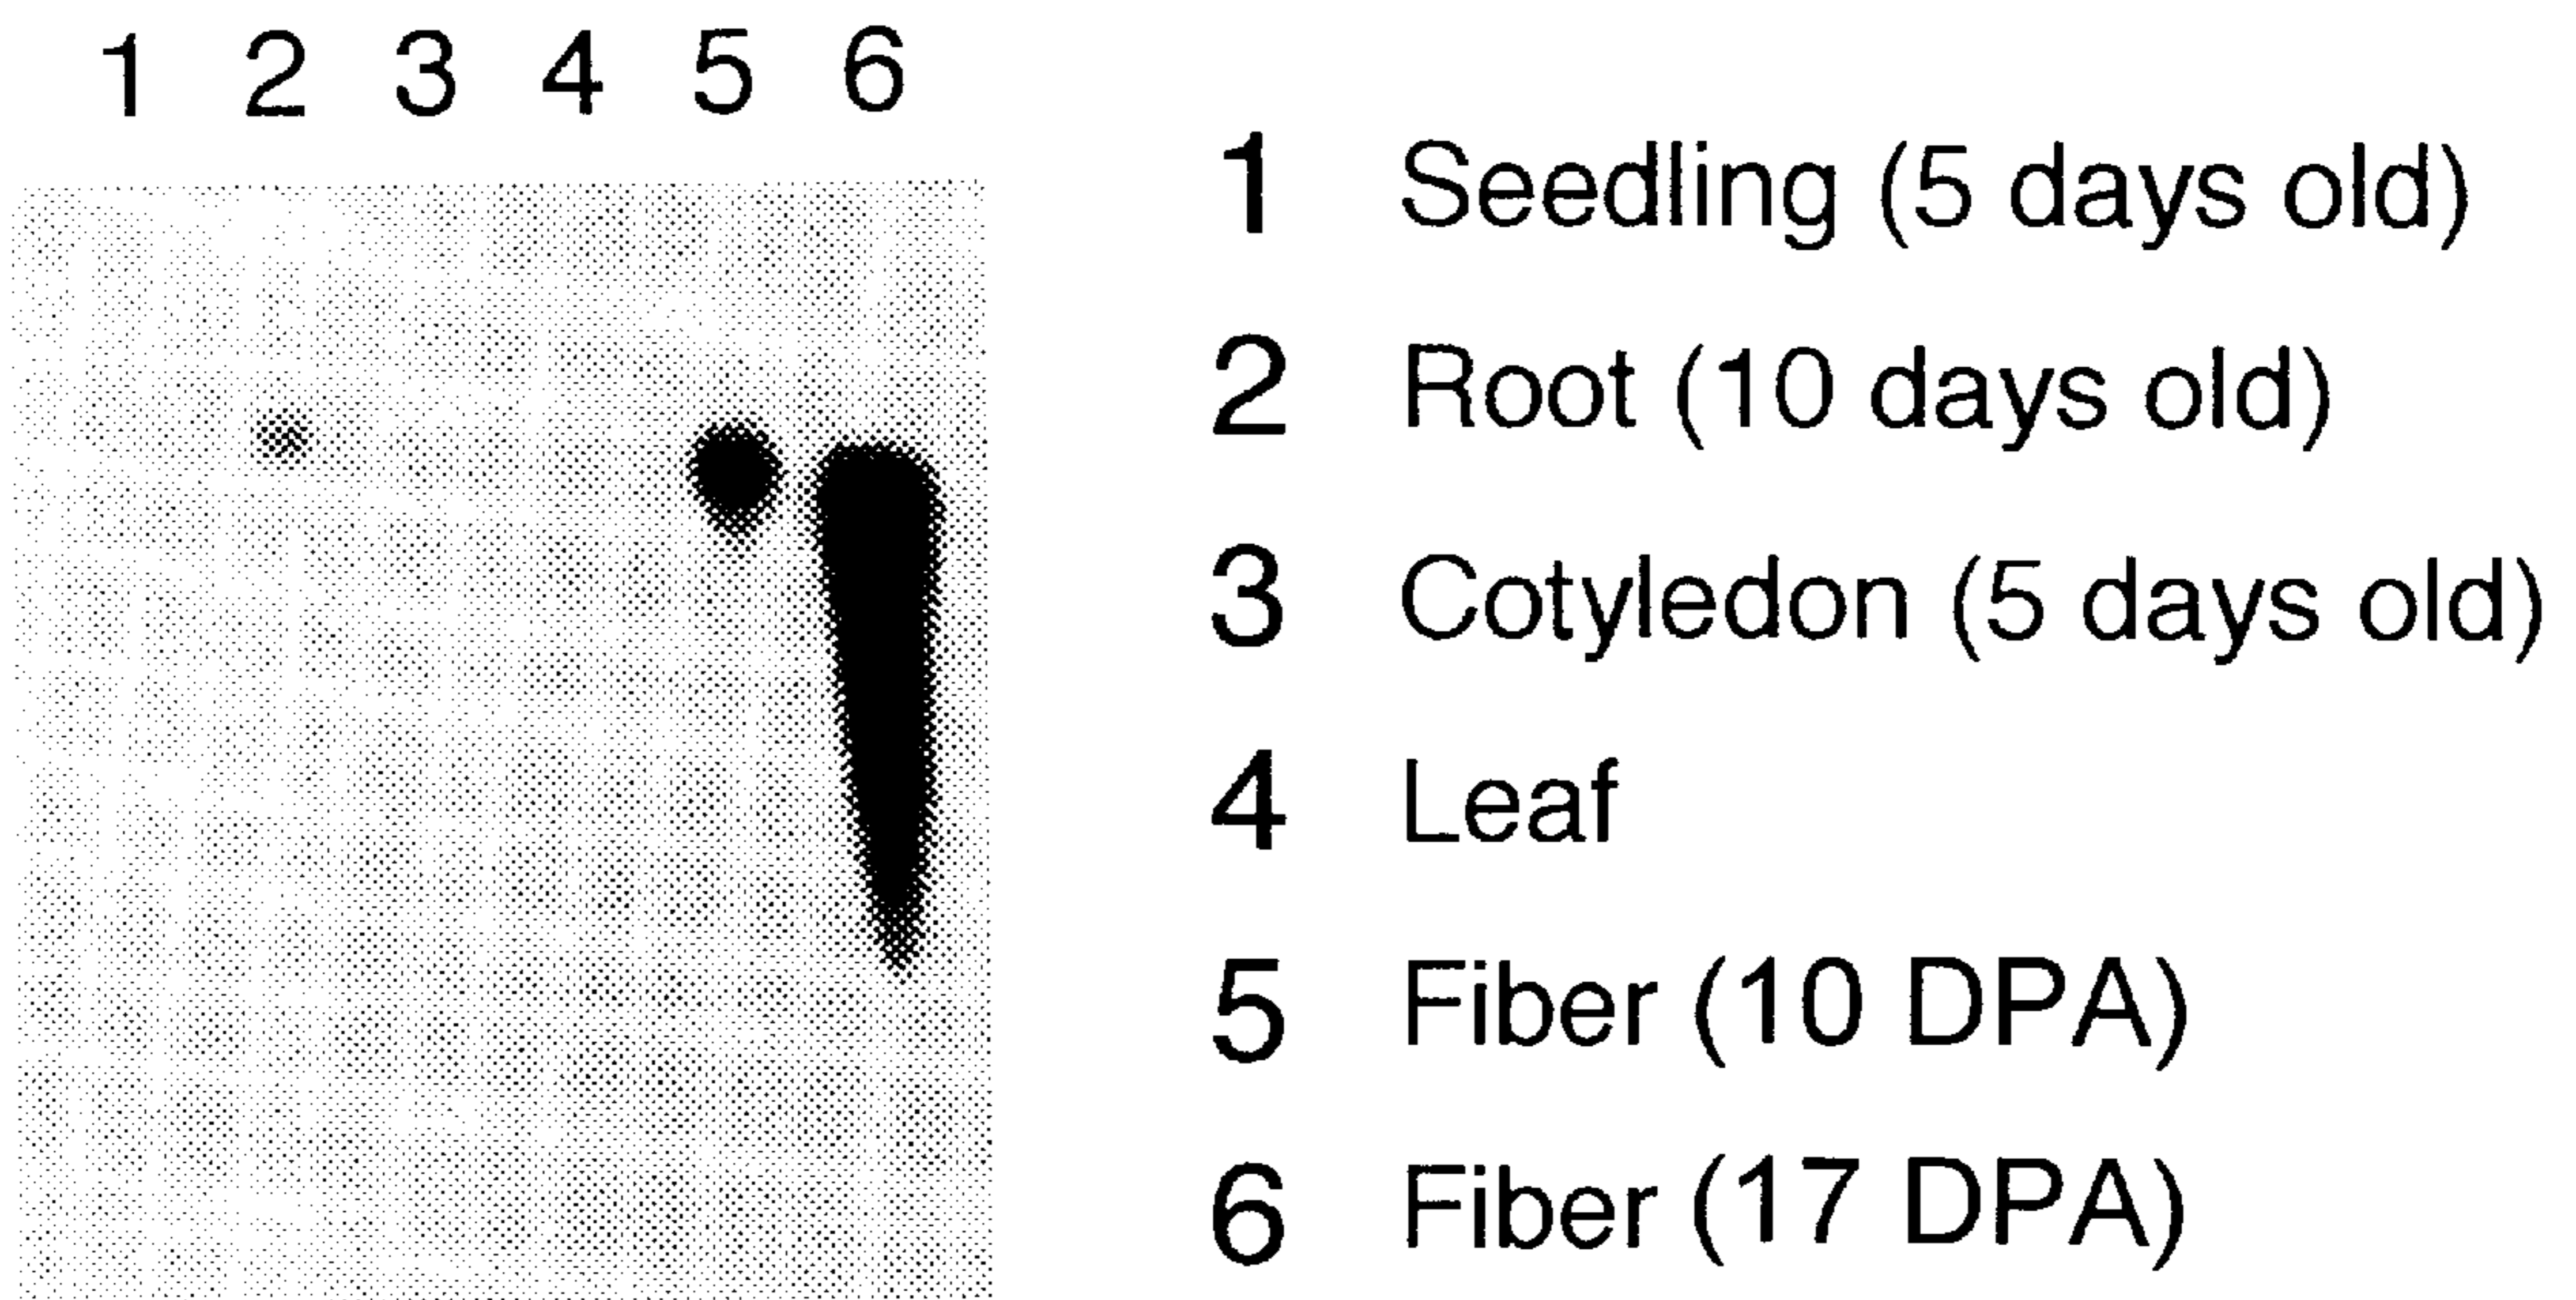 1 2 3 4 5 6
1 Seedling (5 days old)
2 Root (10 days old)
3 Cotyledon (5 days old)
4 Leaf
5 Fiber (10 DPA)
6 Fiber (17 DPA)